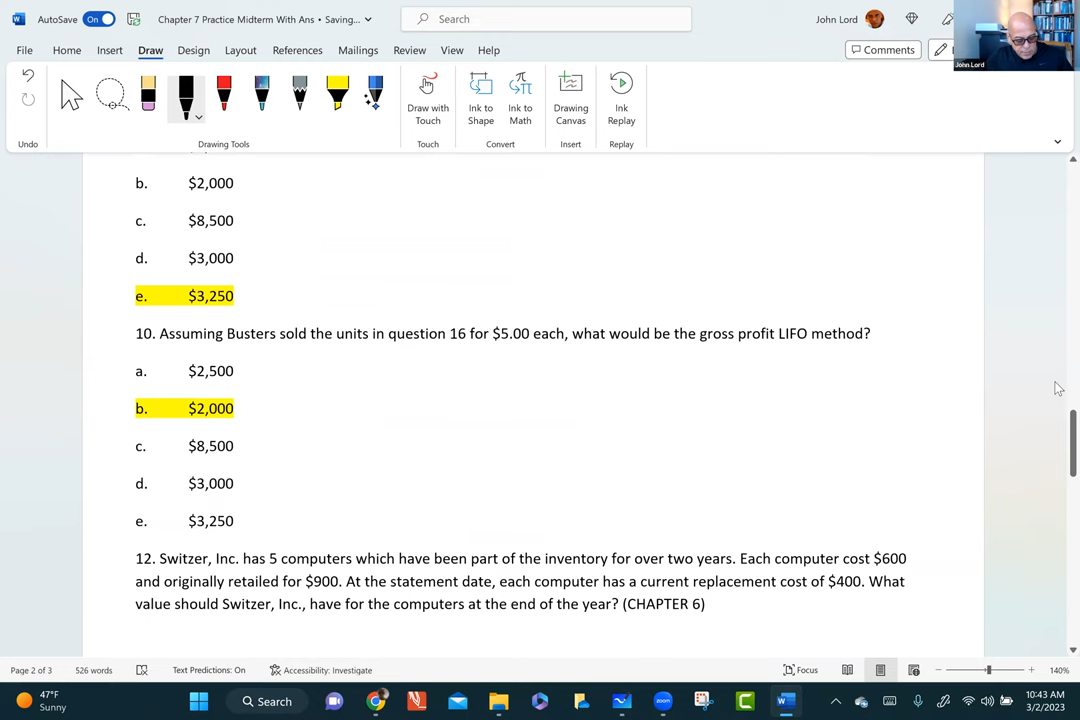 AutoSave On Chapter 7 Practice Midterm With Ans • Saving... Search John Lord
File Home Insert Draw Design Layout References Mailings Review View Help Comments
John Lord
Draw with Touch
Ink to Shape
Ink to Math
Drawing Canvas
Ink Replay
Undo Drawing Tools Touch Convert Insert Replay
b. $2,000
c. $8,500
d. $3,000
e. $3,250
10. Assuming Busters sold the units in question 16 for $5.00 each, what would be the gross profit LIFO method?
a. $2,500
b. $2,000
c. $8,500
d. $3,000
e. $3,250
12. Switzer, Inc. has 5 computers which have been part of the inventory for over two years. Each computer cost $600
and originally retailed for $900. At the statement date, each computer has a current replacement cost of $400. What
value should Switzer, Inc., have for the computers at the end of the year? (CHAPTER 6)
Page 2 of 3 526 words Text Predictions: On Accessibility: Investigate Focus 140%
47°F
Sunny
Search
zoom
10:43 AM
3/2/2023